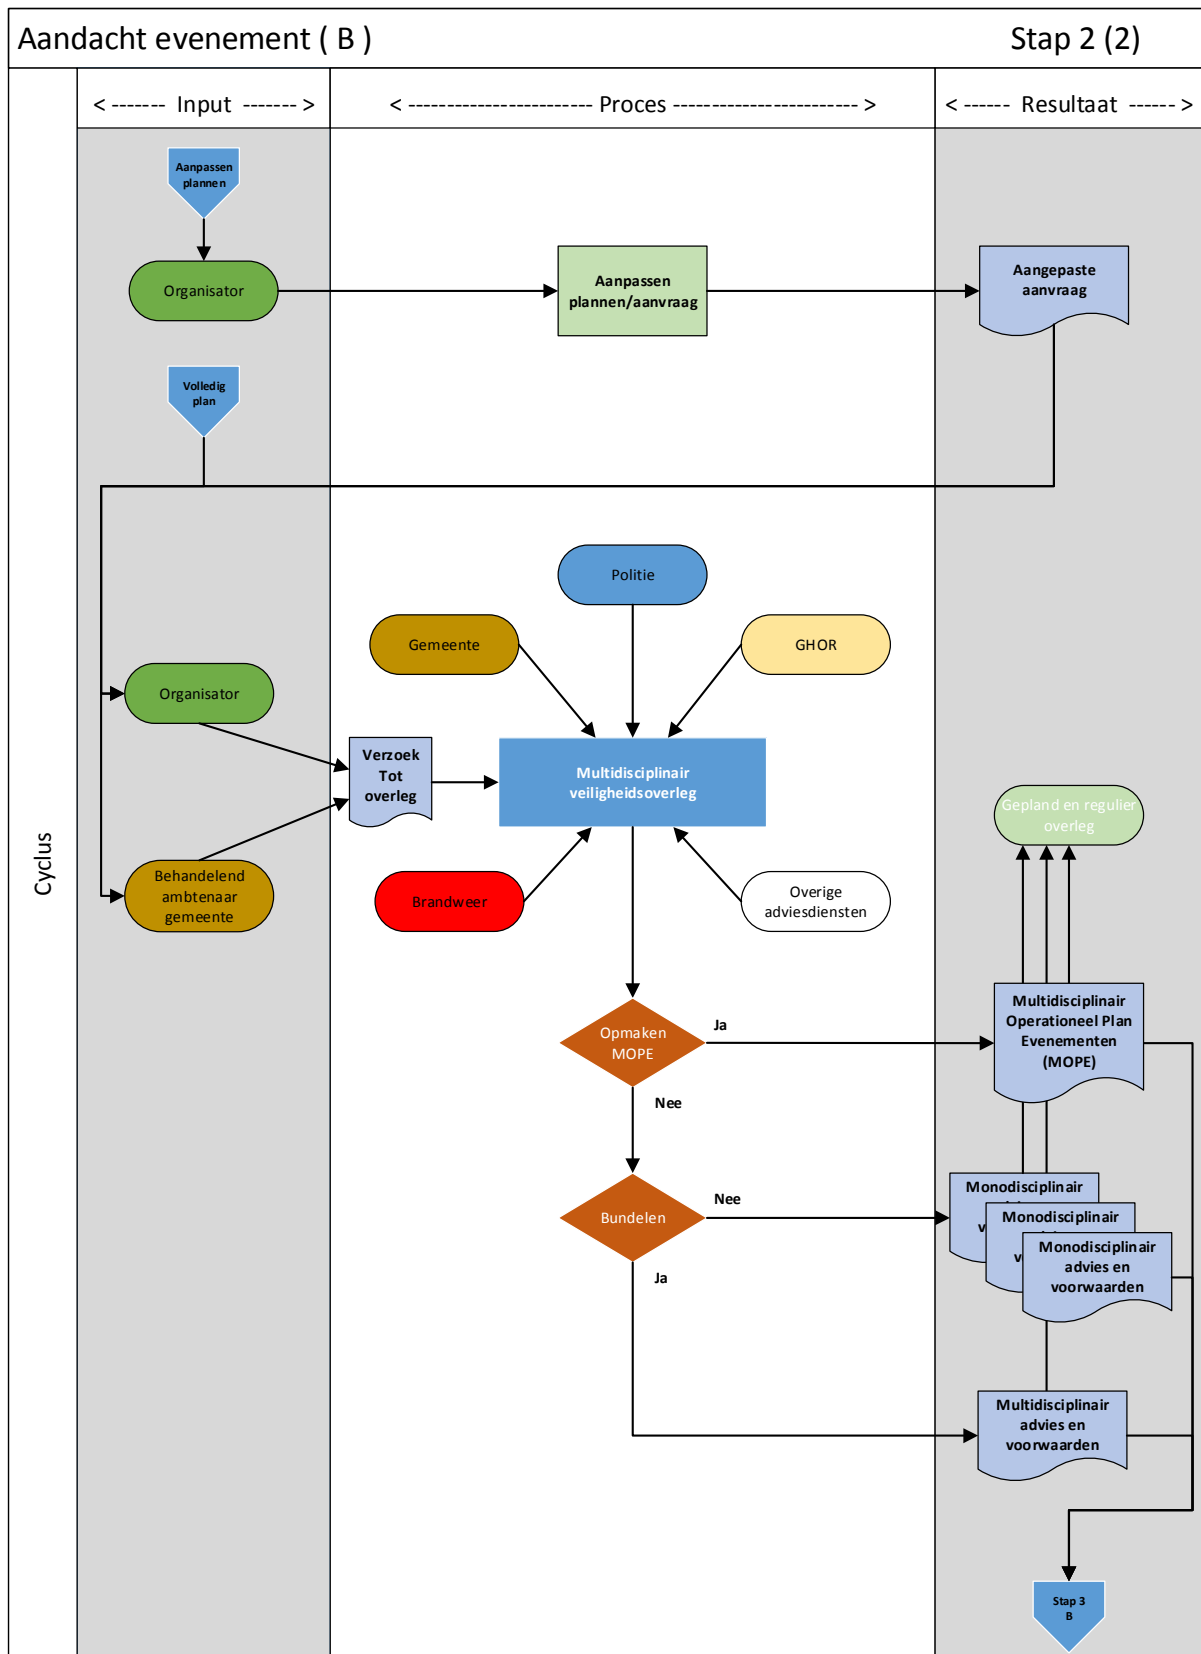 Aandacht evenement ( B )
Stap 2 (2)
< ------- Input ------- >
< ------------------------ Proces ------------------------ >
< ------ Resultaat ------ >
Cyclus
Aanpassen
plannen
Organisator
Aanpassen
plannen/aanvraag
Aangepaste
aanvraag
Volledig
plan
Politie
Gemeente
GHOR
Organisator
Verzoek
Tot
overleg
Multidisciplinair
veiligheidsoverleg
Gepland en regulier
overleg
Behandelend
ambtenaar
gemeente
Brandweer
Overige
adviesdiensten
Opmaken
MOPE
Ja
Nee
Multidisciplinair
Operationeel Plan
Evenementen
(MOPE)
Bundelen
Nee
Ja
Monodisciplinair
Monodisciplinair
Monodisciplinair
advies en
voorwaarden
Multidisciplinair
advies en
voorwaarden
Stap 3
B